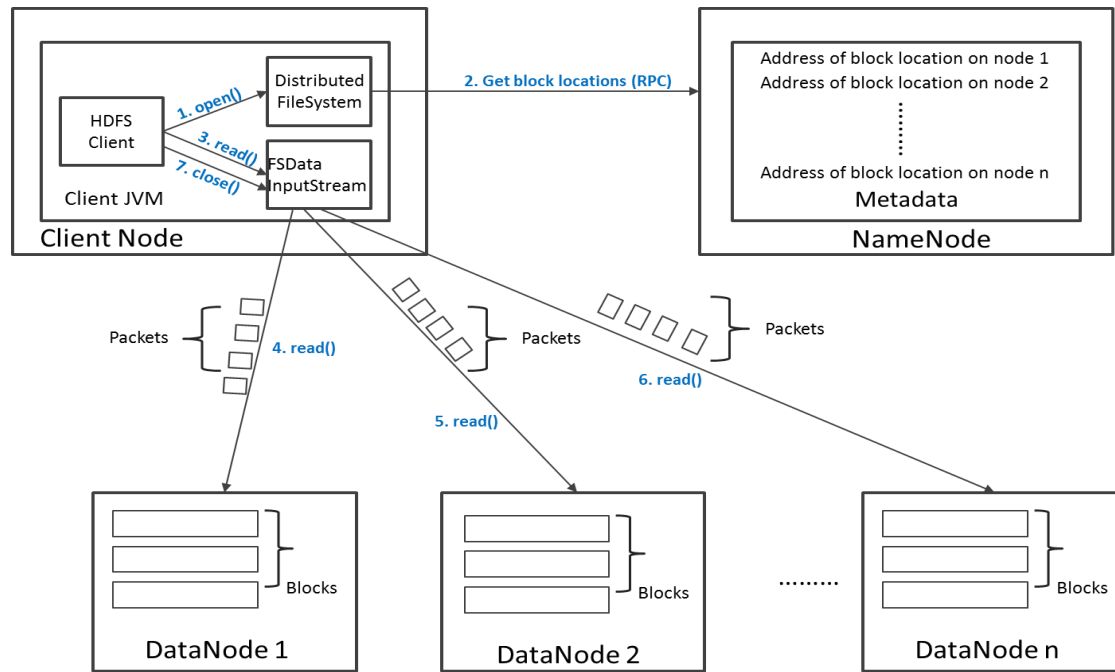 Distributed
FileSystem
HDFS
Client
1. open()
3. read()
7. close()
FSData
InputStream
Client JVM
Client Node
2. Get block locations (RPC)
Address of block location on node 1
Address of block location on node 2
Address of block location on node n
Metadata
NameNode
Packets
4. read()
Packets
5. read()
Packets
6. read()
Blocks
DataNode 1
Blocks
DataNode 2
.........
Blocks
DataNode n